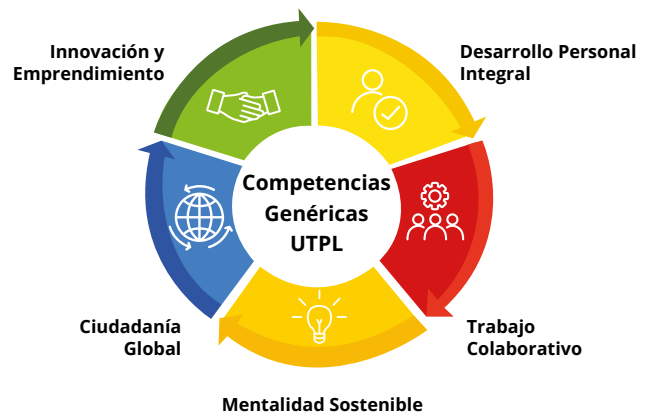 Innovación y
Emprendimiento
Desarrollo Personal
Integral
Competencias
Genéricas
UTPL
Ciudadanía
Global
Trabajo
Colaborativo
Mentalidad Sostenible